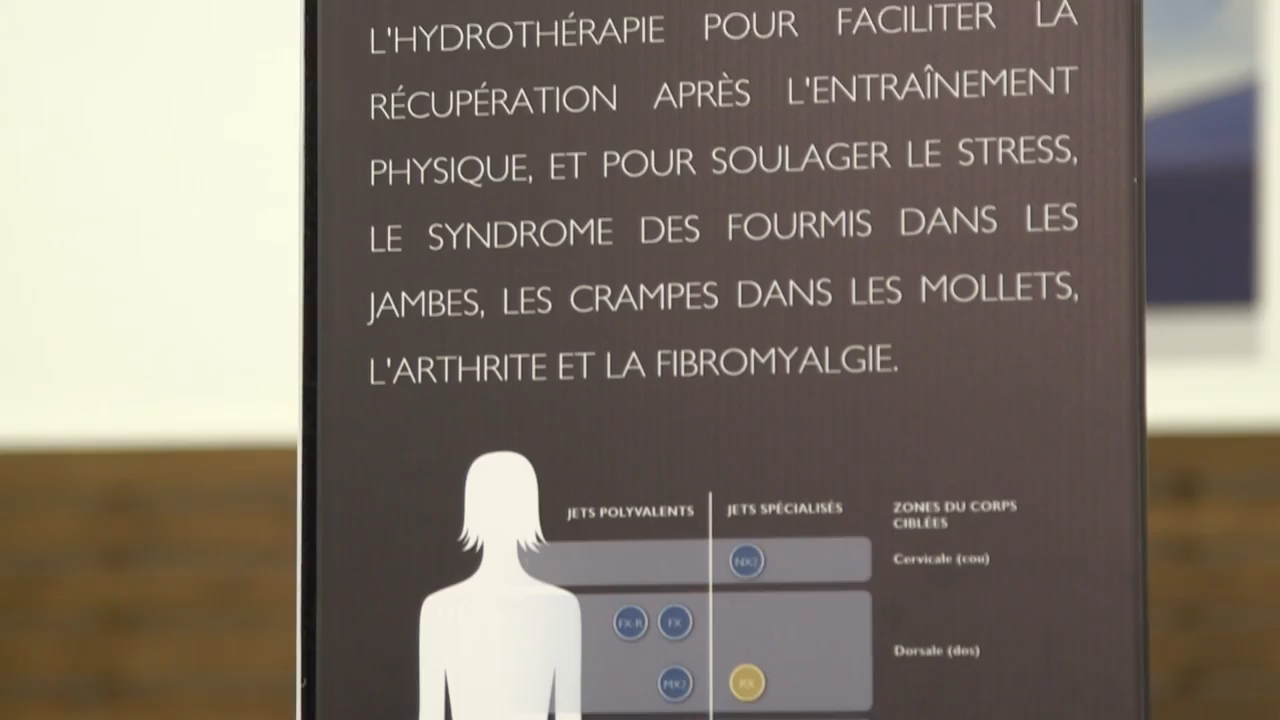 L'HYDROTHÉRAPIE POUR FACILITER LA
RÉCUPÉRATION APRÈS L'ENTRAÎNEMENT
PHYSIQUE, ET POUR SOULAGER LE STRESS,
LE SYNDROME DES FOURMIS DANS LES
JAMBES, LES CRAMPES DANS LES MOLLETS,
L'ARTHRITE ET LA FIBROMYALGIE.
JETS POLYVALENTS
JETS SPÉCIALISÉS
ZONES DU CORPS
CIBLÉES
NX2
Cervicale (cou)
FX-R FX
Dorsale (dos)
MX2
RX